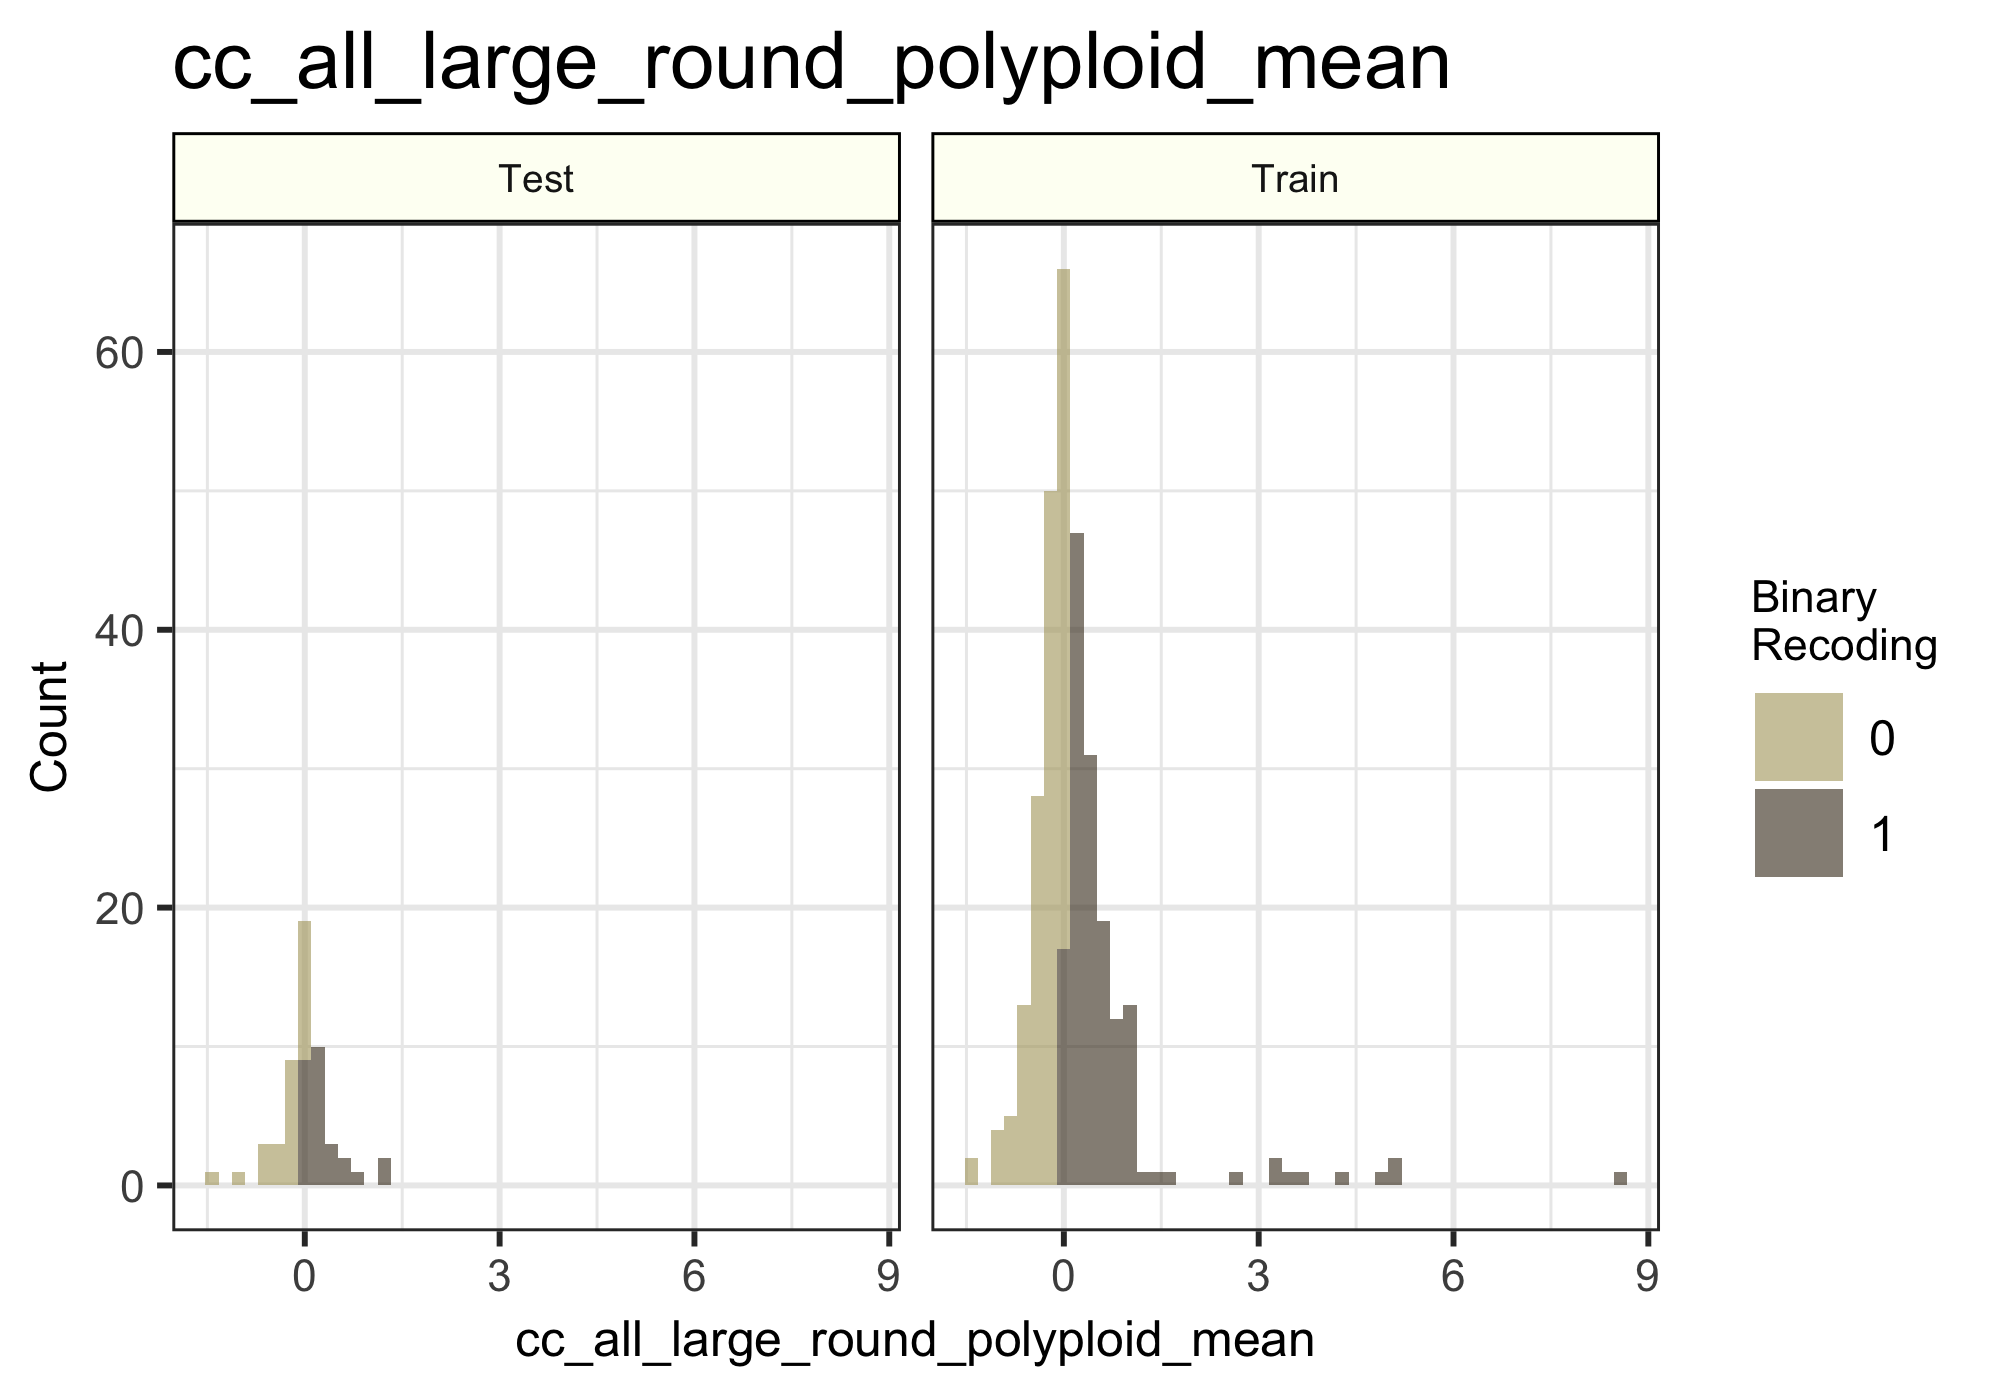 cc_all_large_round_polyploid_mean
Test
Train
60
40
20
0
Count
0 3 6 9
0 3 6 9
cc_all_large_round_polyploid_mean
Binary
Recoding
0
1